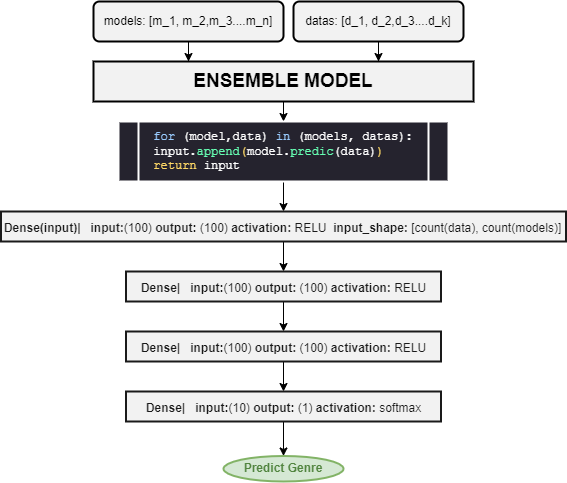 models: [m_1, m_2,m_3....m_n]
datas: [d_1, d_2,d_3....d_k]
ENSEMBLE MODEL
for (model,data) in (models, datas):
input.append(model.predic(data))
return input
Dense(input)| input:(100) output: (100) activation: RELU input_shape: [count(data), count(models)]
Dense| input:(100) output: (100) activation: RELU
Dense| input:(100) output: (100) activation: RELU
Dense| input:(10) output: (1) activation: softmax
Predict Genre